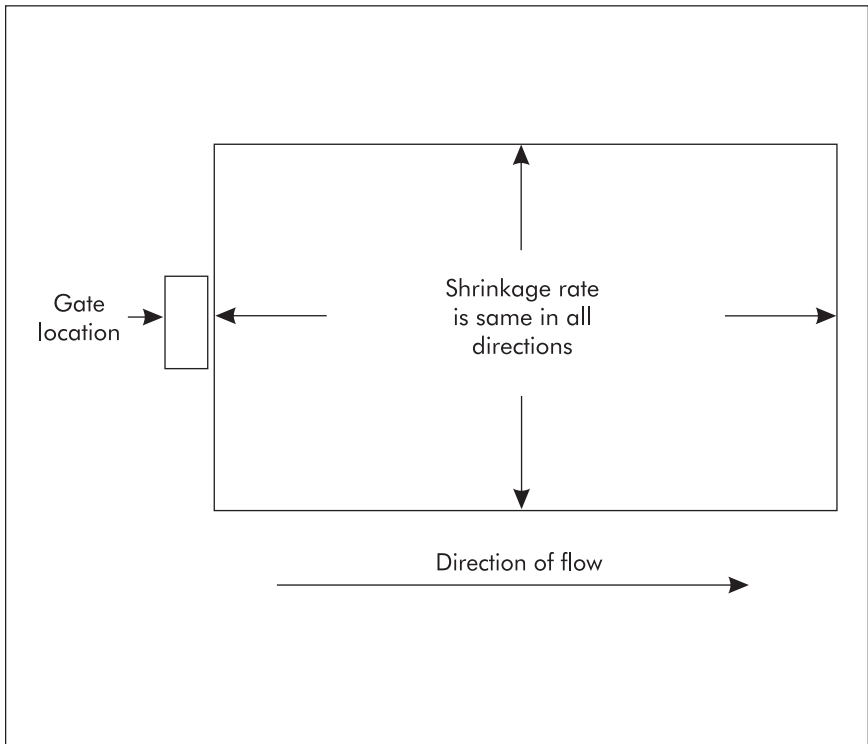 Gate
location
Shrinkage rate
is same in all
directions
Direction of flow